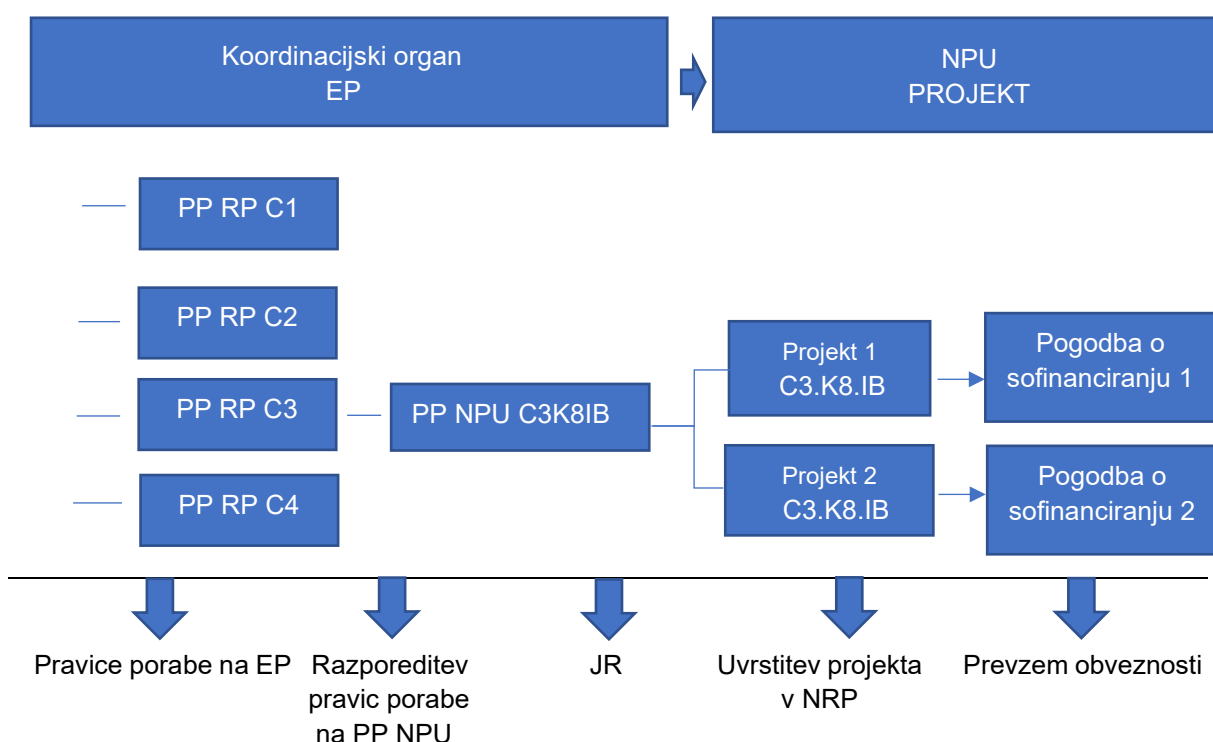 Koordinacijski organ
EP
NPU
PROJEKT
PP RP C1
PP RP C2
PP RP C3
PP RP C4
PP NPU C3K8IB
Projekt 1
C3.K8.IB
Projekt 2
C3.K8.IB
Pogodba o
sofinanciranju 1
Pogodba o
sofinanciranju 2
Pravice porabe na EP
Razporeditev
pravic porabe
na PP NPU
JR
Uvrstitev projekta
v NRP
Prevzem obveznosti